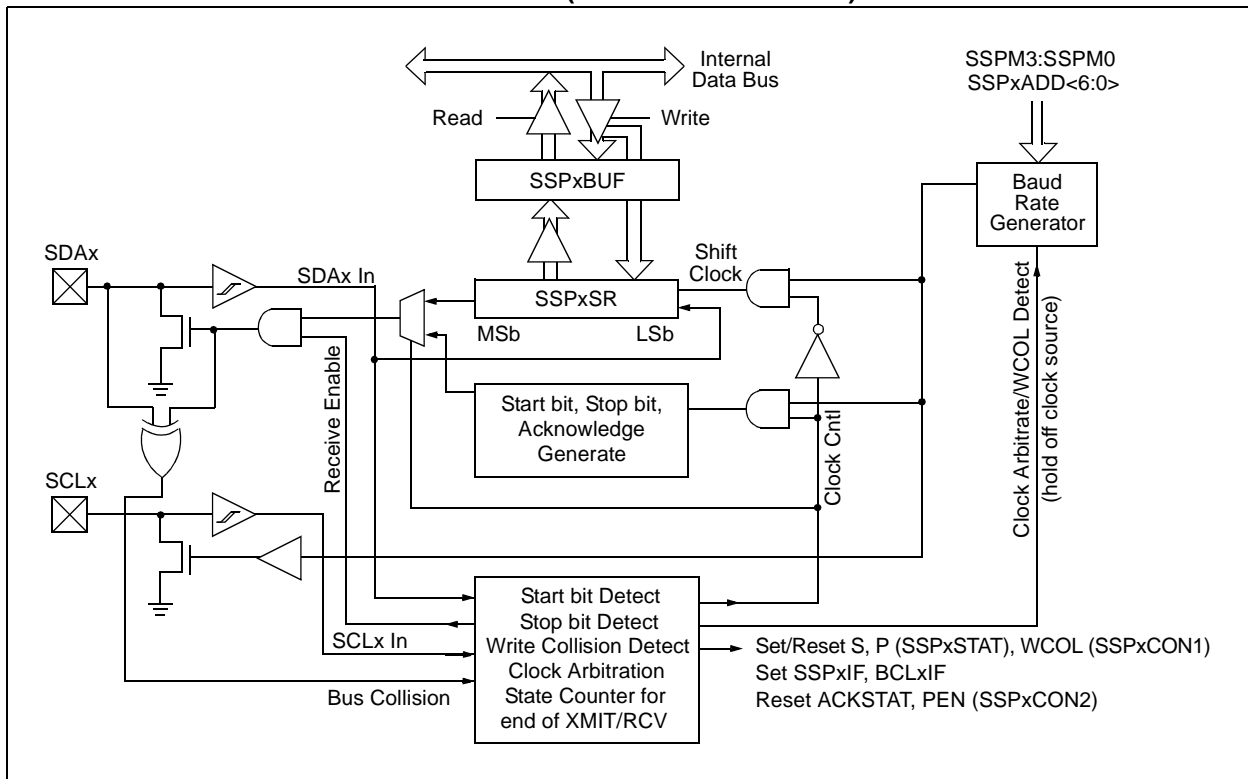 Internal
Data Bus
SSPM3:SSPM0
SSPxADD<6:0>
Read
Write
SSPxBUF
Baud
Rate
Generator
SDAx
SDAx In
Shift
Clock
SSPxSR
MSb
LSb
Receive Enable
Start bit, Stop bit,
Acknowledge
Generate
Clock Cntl
Clock Arbitrate/WCOL Detect
(hold off clock source)
SCLx
SCLx In
Bus Collision
Start bit Detect
Stop bit Detect
Write Collision Detect
Clock Arbitration
State Counter for
end of XMIT/RCV
Set/Reset S, P (SSPxSTAT), WCOL (SSPxCON1)
Set SSPxIF, BCLxIF
Reset ACKSTAT, PEN (SSPxCON2)